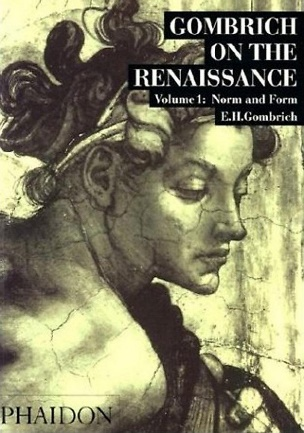 GOMBRICH
ON THE
RENAISSANCE
Volume 1: Norm and Form
E.H.Gombrich
PHAIDON